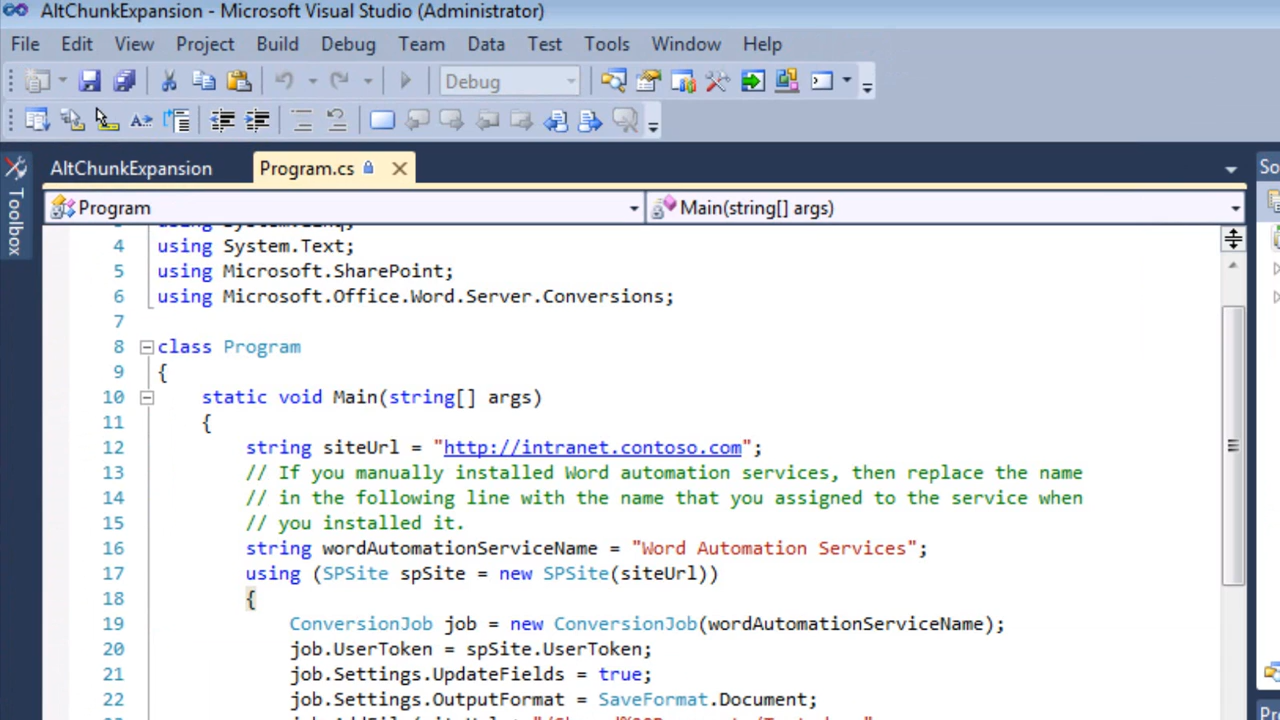 AltChunkExpansion - Microsoft Visual Studio (Administrator)
File Edit View Project Build Debug Team Data Test Tools Window Help
Debug
AltChunkExpansion Program.cs
Toolbox
Program Main(string[] args)
4 using System.Text;
5 using Microsoft.SharePoint;
6 using Microsoft.Office.Word.Server.Conversions;
7
8 class Program
9 {
10 static void Main(string[] args)
11 {
12 string siteUrl = "http://intranet.contoso.com";
13 // If you manually installed Word automation services, then replace the name
14 // in the following line with the name that you assigned to the service when
15 // you installed it.
16 string wordAutomationServiceName = "Word Automation Services";
17 using (SPSite spSite = new SPSite(siteUrl))
18 {
19 ConversionJob job = new ConversionJob(wordAutomationServiceName);
20 job.UserToken = spSite.UserToken;
21 job.Settings.UpdateFields = true;
22 job.Settings.OutputFormat = SaveFormat.Document;